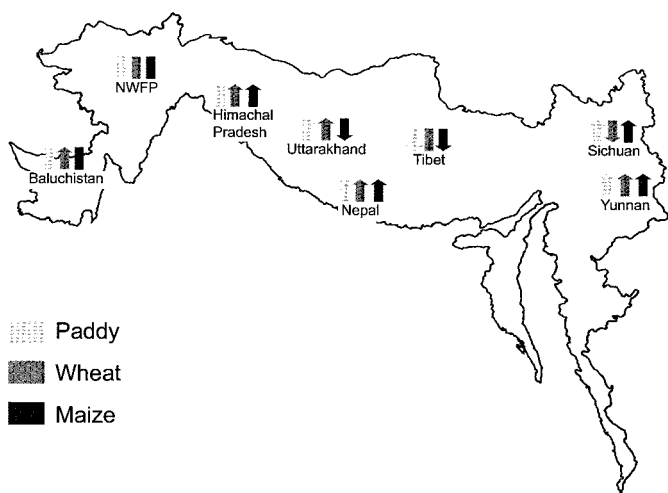 NWFP
Himachal
Pradesh
Uttarakhand
Tibet
Sichuan
Baluchistan
Nepal
Yunnan
Paddy
Wheat
Maize